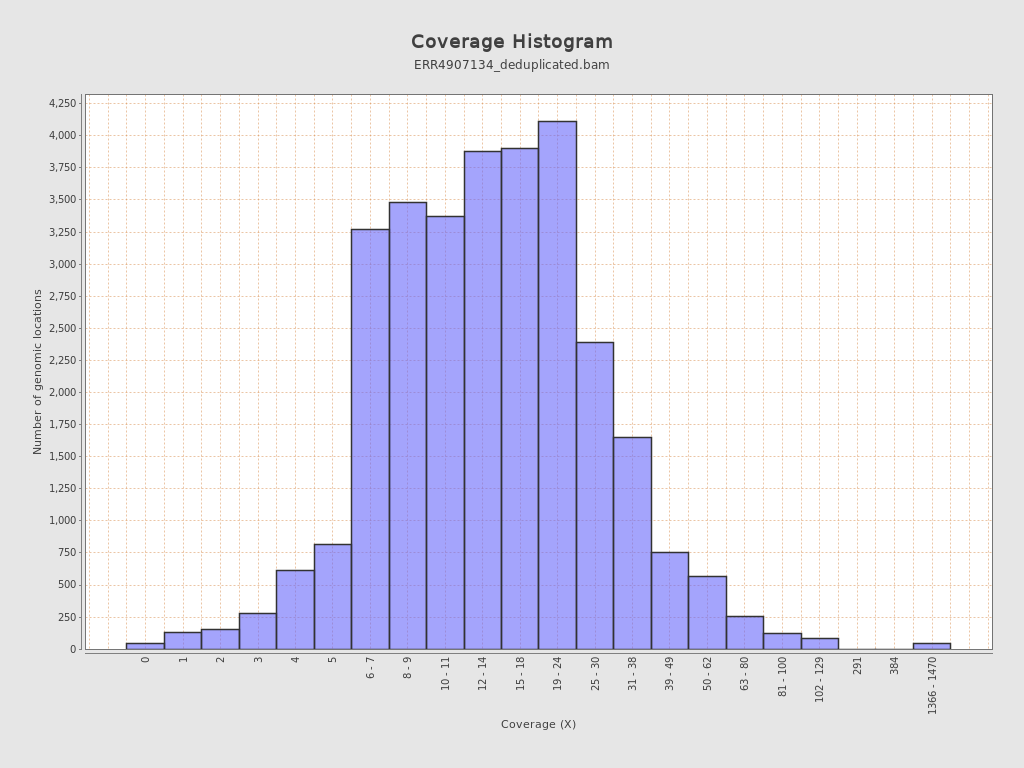 Coverage Histogram
ERR4907134_deduplicated.bam
4,250
4,000
3,750
3,500
3,250
3,000
2,750
2,500
2,250
2,000
1,750
1,500
1,250
1,000
750
500
250
0
Number of genomic locations
0
1
2
3
4
5
6 - 7
8 - 9
10 - 11
12 - 14
15 - 18
19 - 24
25 - 30
31 - 38
39 - 49
50 - 62
63 - 80
81 - 100
102 - 129
291
384
1366 - 1470
Coverage (X)